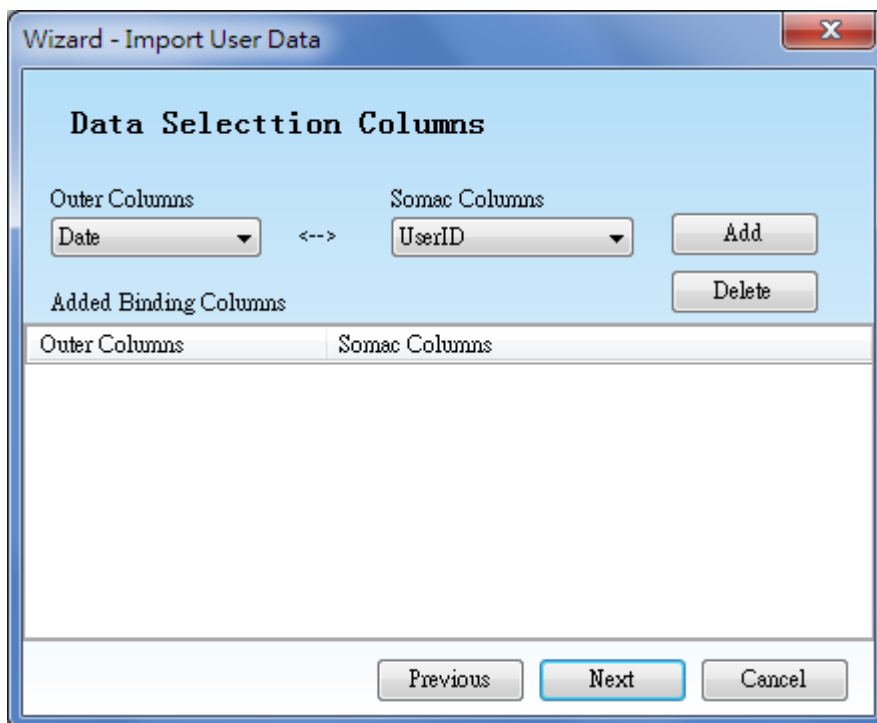 Wizard - Import User Data
Data Selecttion Columns
Outer Columns Somac Columns
Date <--> UserID Add
Delete
Added Binding Columns
Outer Columns Somac Columns
Previous Next Cancel